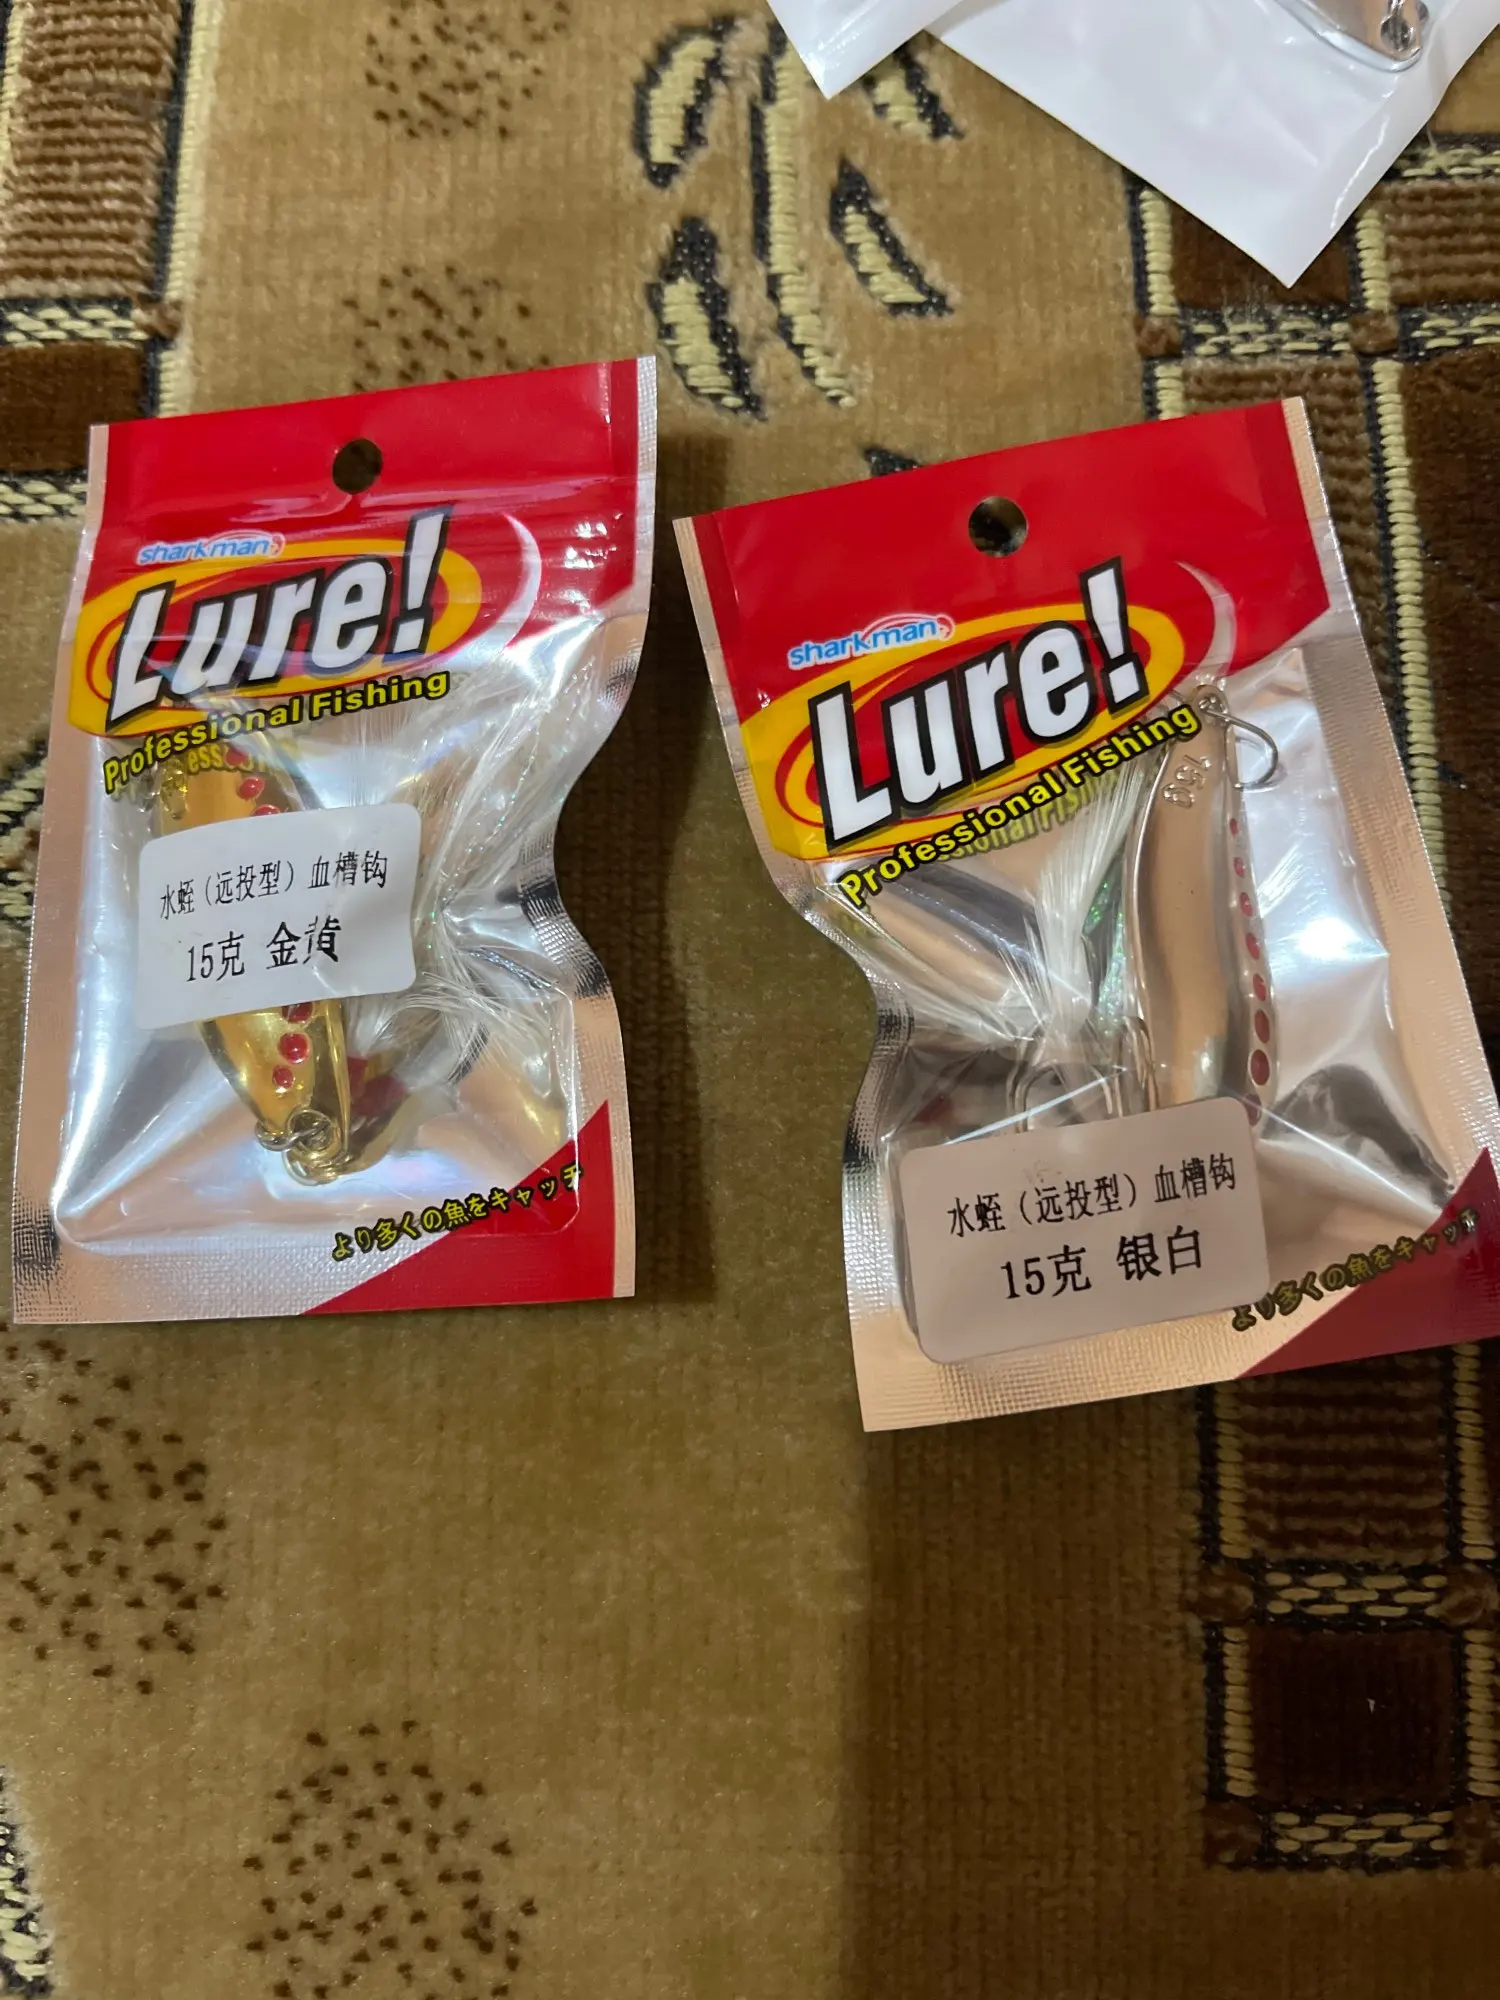 sharkman
Lure!
Professional Fishing
水蛭（远投型）血槽钩
15克 金黄
より多くの魚をキャッチ
sharkman
Lure!
Professional Fishing
15g
水蛭（远投型）血槽钩
15克 银白
より多くの魚をキャッチ